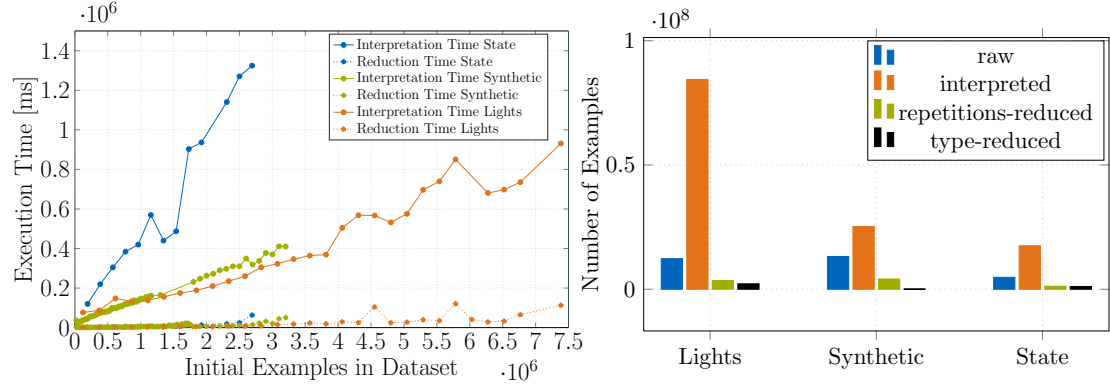 ·10^6
1.4
1.2
1
0.8
0.6
0.4
0.2
0
Execution Time [ms]
Interpretation Time State
Reduction Time State
Interpretation Time Synthetic
Reduction Time Synthetic
Interpretation Time Lights
Reduction Time Lights
0 0.5 1 1.5 2 2.5 3 3.5 4 4.5 5 5.5 6 6.5 7 7.5
Initial Examples in Dataset ·10^6
·10^8
1
0.5
0
Number of Examples
raw
interpreted
repetitions-reduced
type-reduced
Lights Synthetic State